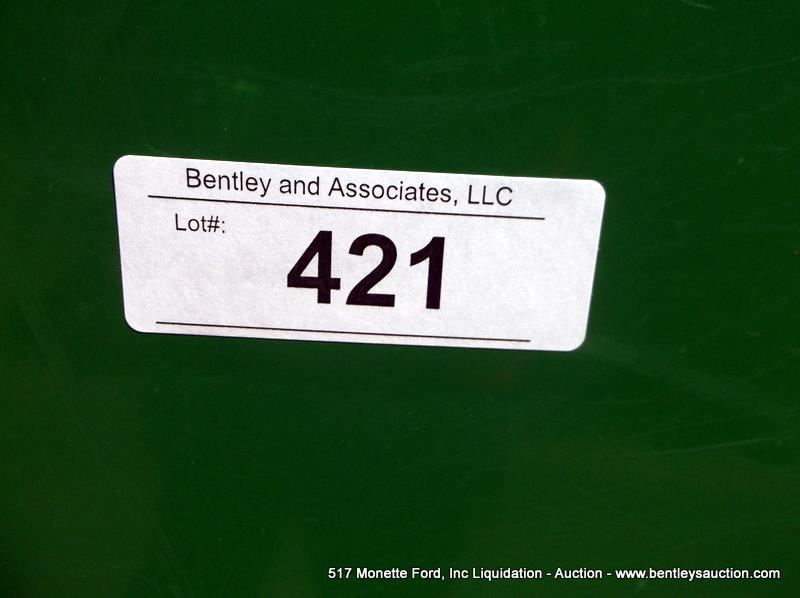 Bentley and Associates, LLC
Lot#:
421
517 Monette Ford, Inc Liquidation - Auction - www.bentleysauction.com